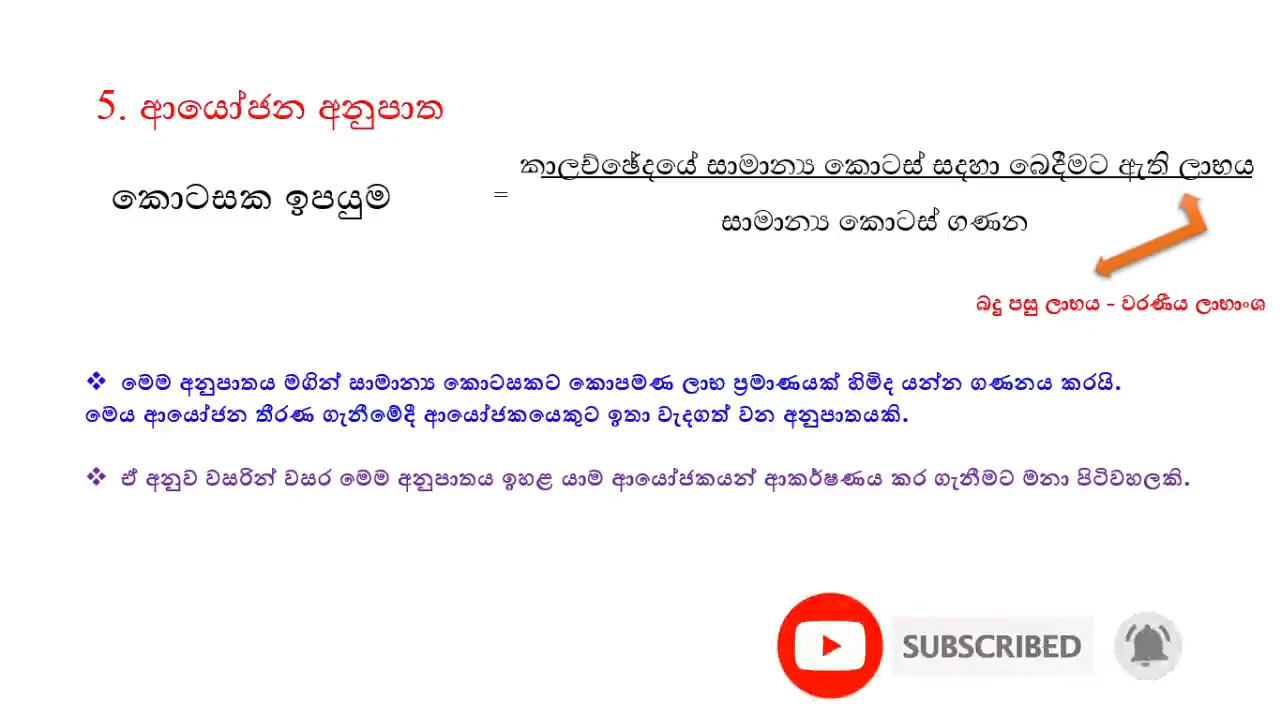 5. ආයෝජන අනුපාත
කාලච්ඡේදයේ සාමාන්‍ය කොටස් සදහා බෙදීමට ඇති ලාභය
කොටසක ඉපයුම =
සාමාන්‍ය කොටස් ගණන
බදු පසු ලාභය - වරණීය ලාභාංශ
❖ මෙම අනුපාතය මගින් සාමාන්‍ය කොටසකට කොපමණ ලාභ ප්‍රමාණයක් හිමිද යන්න ගණනය කරයි.
මෙය ආයෝජන තීරණ ගැනීමේදී ආයෝජකයෙකුට ඉතා වැදගත් වන අනුපාතයකි.
❖ ඒ අනුව වසරින් වසර මෙම අනුපාතය ඉහළ යාම ආයෝජකයන් ආකර්ෂණය කර ගැනීමට මනා පිටිවහලකි.
SUBSCRIBED